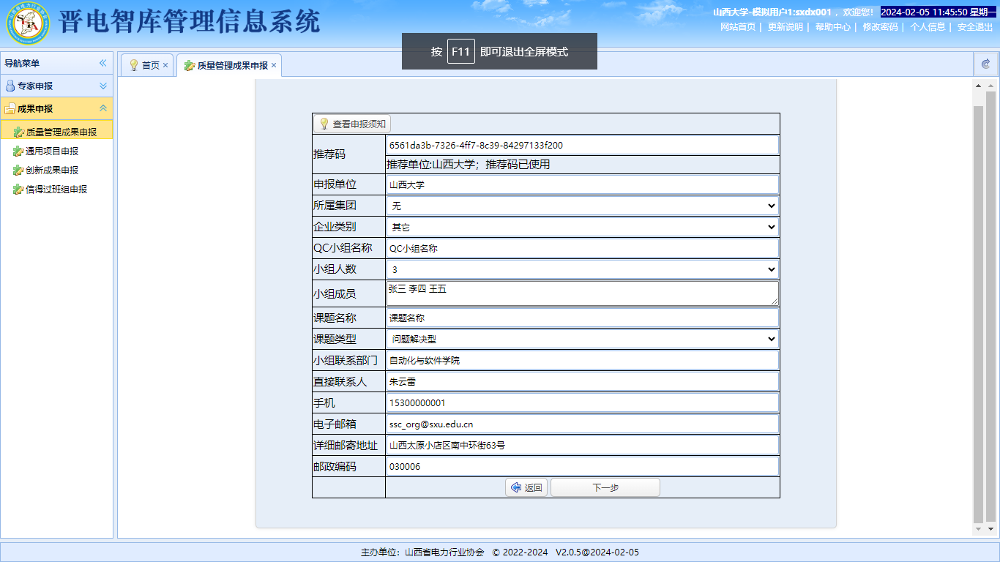 晋电智库管理信息系统
山西大学-模拟用户1:sxdx001 ，欢迎您! 2024-02-05 11:45:50 星期一
网站首页 | 更新说明 | 帮助中心 | 修改密码 | 个人信息 | 安全退出
按 F11 即可退出全屏模式
导航菜单
专家申报
成果申报
质量管理成果申报
通用项目申报
创新成果申报
信得过班组申报
首页 × 质量管理成果申报 ×
查看申报须知
推荐码 6561da3b-7326-4ff7-8c39-84297133f200
推荐单位:山西大学；推荐码已使用
申报单位 山西大学
所属集团 无
企业类别 其它
QC小组名称 QC小组名称
小组人数 3
小组成员 张三 李四 王五
课题名称 课题名称
课题类型 问题解决型
小组联系部门 自动化与软件学院
直接联系人 朱云雷
手机 15300000001
电子邮箱 ssc_org@sxu.edu.cn
详细邮寄地址 山西太原小店区南中环街63号
邮政编码 030006
返回 下一步
主办单位：山西省电力行业协会 © 2022-2024 V2.0.5@2024-02-05